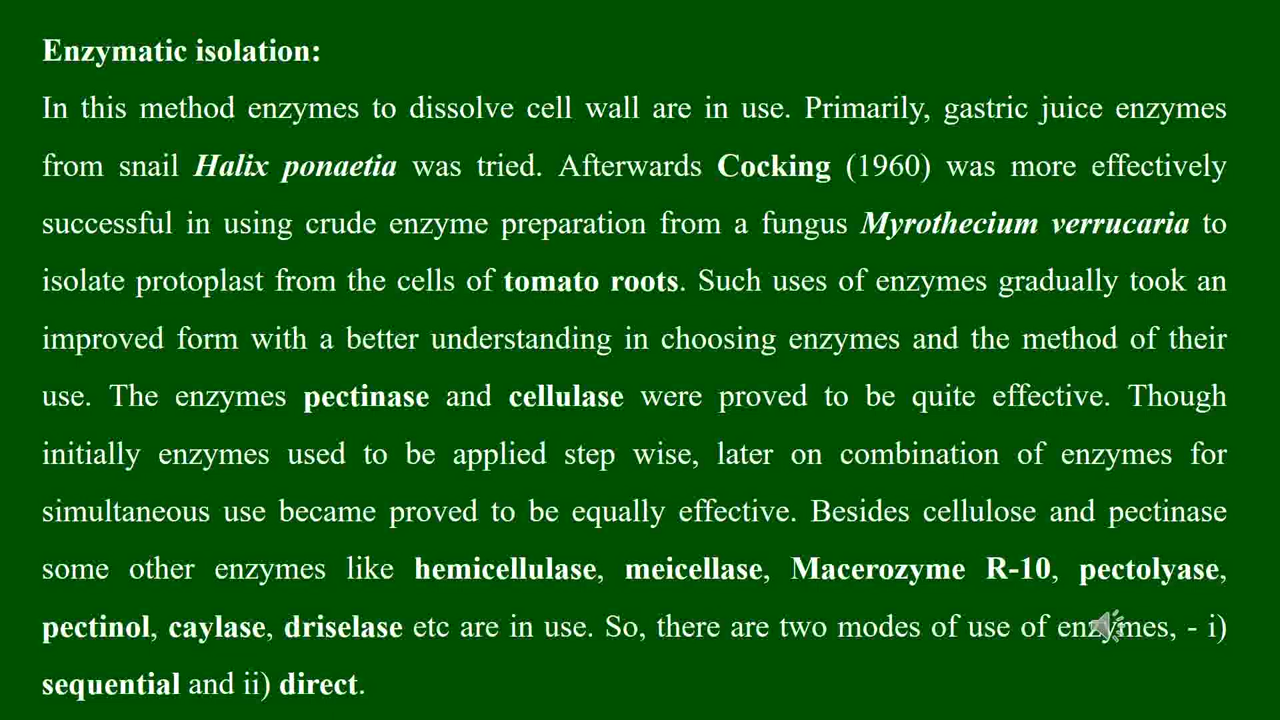 Enzymatic isolation:
In this method enzymes to dissolve cell wall are in use. Primarily, gastric juice enzymes
from snail Halix ponaetia was tried. Afterwards Cocking (1960) was more effectively
successful in using crude enzyme preparation from a fungus Myrothecium verrucaria to
isolate protoplast from the cells of tomato roots. Such uses of enzymes gradually took an
improved form with a better understanding in choosing enzymes and the method of their
use. The enzymes pectinase and cellulase were proved to be quite effective. Though
initially enzymes used to be applied step wise, later on combination of enzymes for
simultaneous use became proved to be equally effective. Besides cellulose and pectinase
some other enzymes like hemicellulase, meicellase, Macerozyme R-10, pectolyase,
pectinol, caylase, driselase etc are in use. So, there are two modes of use of enzymes, - i)
sequential and ii) direct.